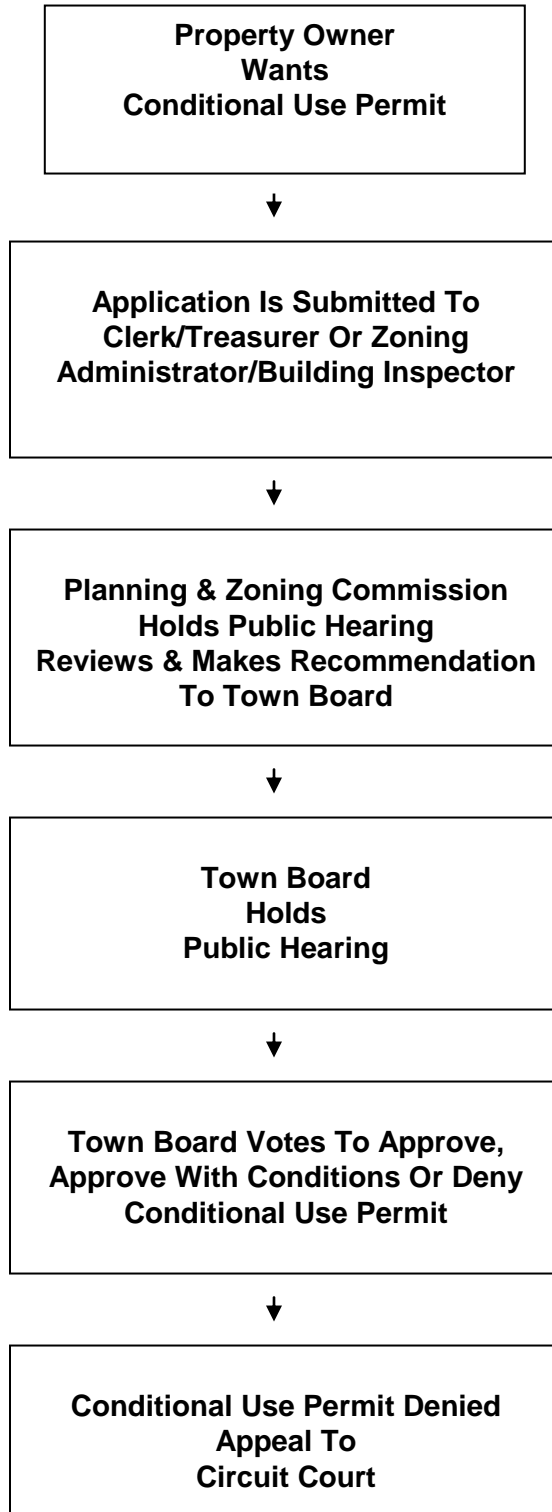 Property Owner
Wants
Conditional Use Permit
Application Is Submitted To
Clerk/Treasurer Or Zoning
Administrator/Building Inspector
Planning & Zoning Commission
Holds Public Hearing
Reviews & Makes Recommendation
To Town Board
Town Board
Holds
Public Hearing
Town Board Votes To Approve,
Approve With Conditions Or Deny
Conditional Use Permit
Conditional Use Permit Denied
Appeal To
Circuit Court